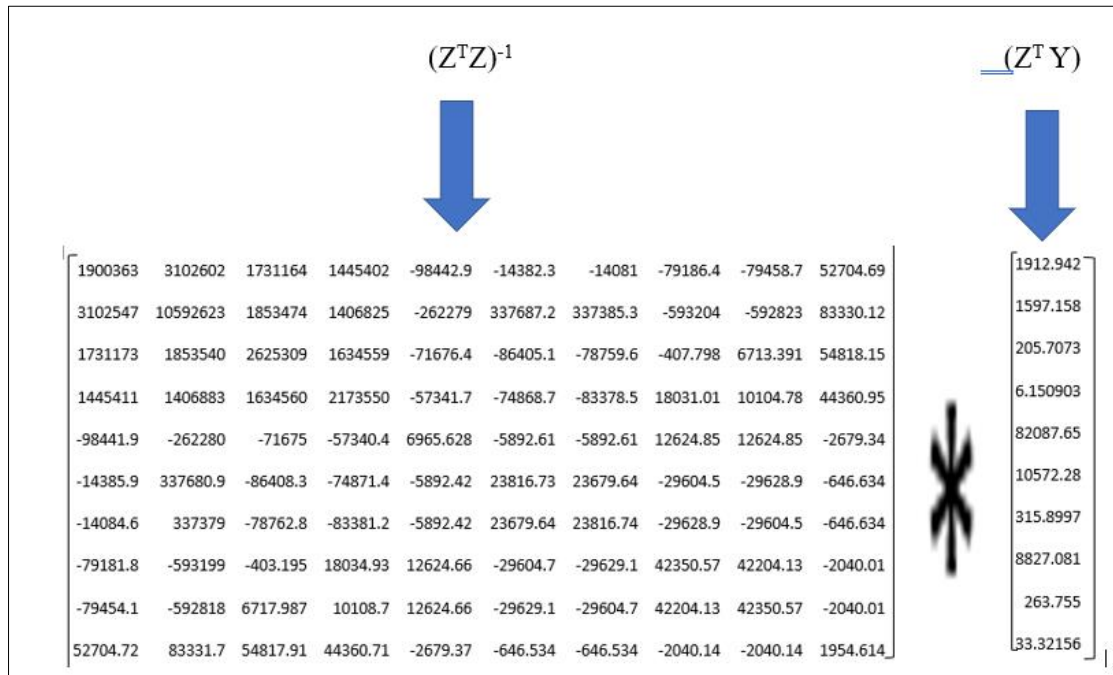 (ZᵀZ)⁻¹ (Zᵀ Y)
1900363 3102602 1731164 1445402 -98442.9 -14382.3 -14081 -79186.4 -79458.7 52704.69 1912.942
3102547 10592623 1853474 1406825 -262279 337687.2 337385.3 -593204 -592823 83330.12 1597.158
1731173 1853540 2625309 1634559 -71676.4 -86405.1 -78759.6 -407.798 6713.391 54818.15 205.7073
1445411 1406883 1634560 2173550 -57341.7 -74868.7 -83378.5 18031.01 10104.78 44360.95 6.150903
-98441.9 -262280 -71675 -57340.4 6965.628 -5892.61 -5892.61 12624.85 12624.85 -2679.34 82087.65
-14385.9 337680.9 -86408.3 -74871.4 -5892.42 23816.73 23679.64 -29604.5 -29628.9 -646.634 * 10572.28
-14084.6 337379 -78762.8 -83381.2 -5892.42 23679.64 23816.74 -29628.9 -29604.5 -646.634 315.8997
-79181.8 -593199 -403.195 18034.93 12624.66 -29604.7 -29629.1 42350.57 42204.13 -2040.01 8827.081
-79454.1 -592818 6717.987 10108.7 12624.66 -29629.1 -29604.7 42204.13 42350.57 -2040.01 263.755
52704.72 83331.7 54817.91 44360.71 -2679.37 -646.534 -646.534 -2040.14 -2040.14 1954.614 33.32156